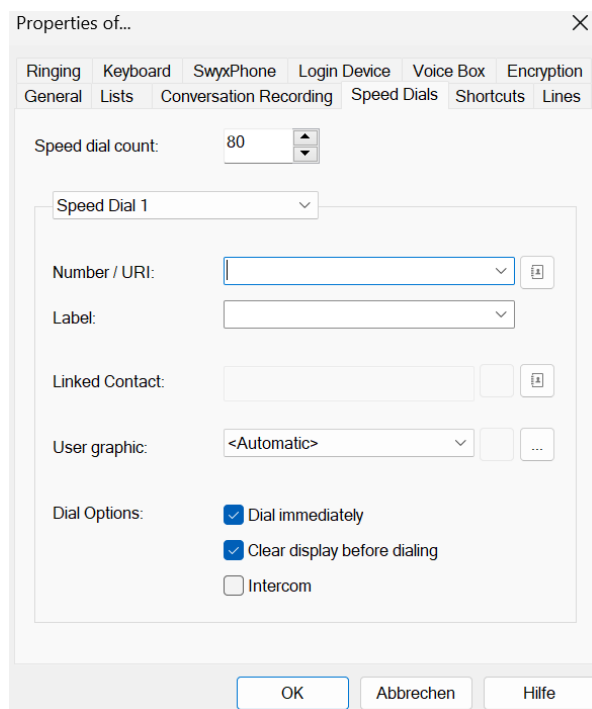 Properties of...
Ringing Keyboard SwyxPhone Login Device Voice Box Encryption
General Lists Conversation Recording Speed Dials Shortcuts Lines
Speed dial count: 80
Speed Dial 1
Number / URI:
Label:
Linked Contact:
User graphic: <Automatic> ...
Dial Options: Dial immediately
Clear display before dialing
Intercom
OK Abbrechen Hilfe